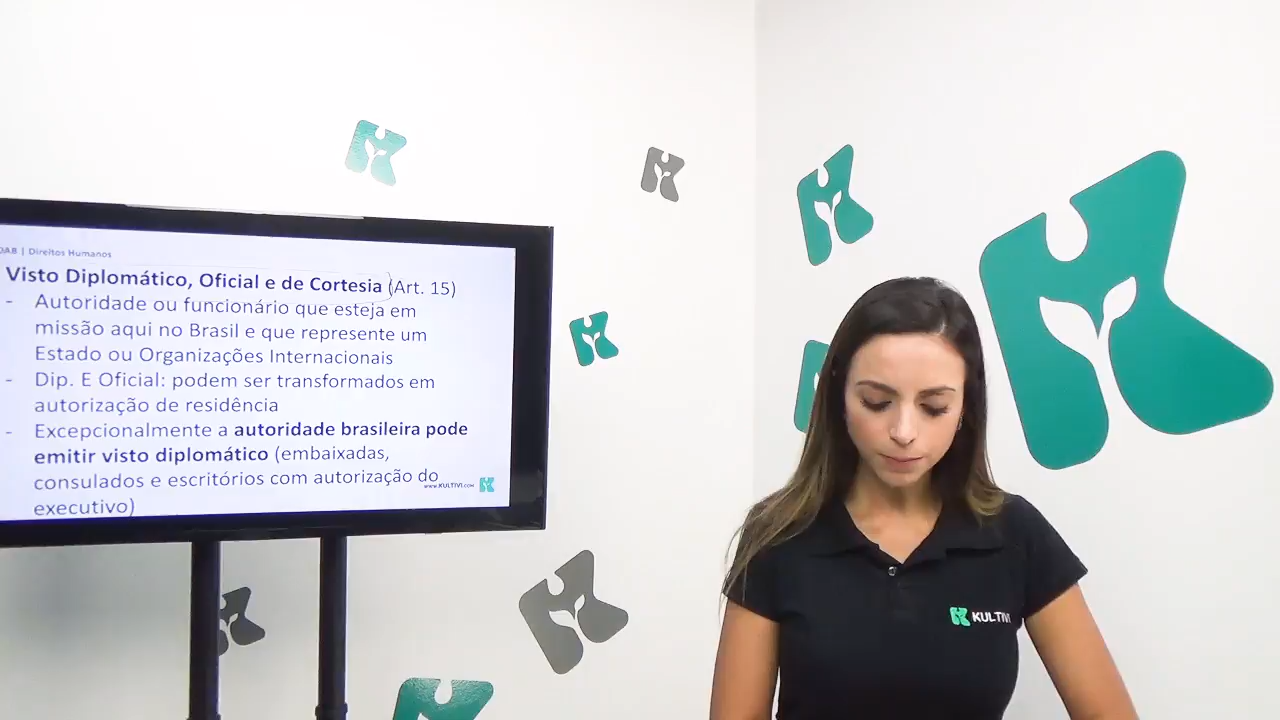 OAB | Direitos Humanos
Visto Diplomático, Oficial e de Cortesia (Art. 15)
- Autoridade ou funcionário que esteja em
missão aqui no Brasil e que represente um
Estado ou Organizações Internacionais
- Dip. E Oficial: podem ser transformados em
autorização de residência
- Excepcionalmente a autoridade brasileira pode
emitir visto diplomático (embaixadas,
consulados e escritórios com autorização do
executivo)
www.KULTIVI.com
KULTIVI